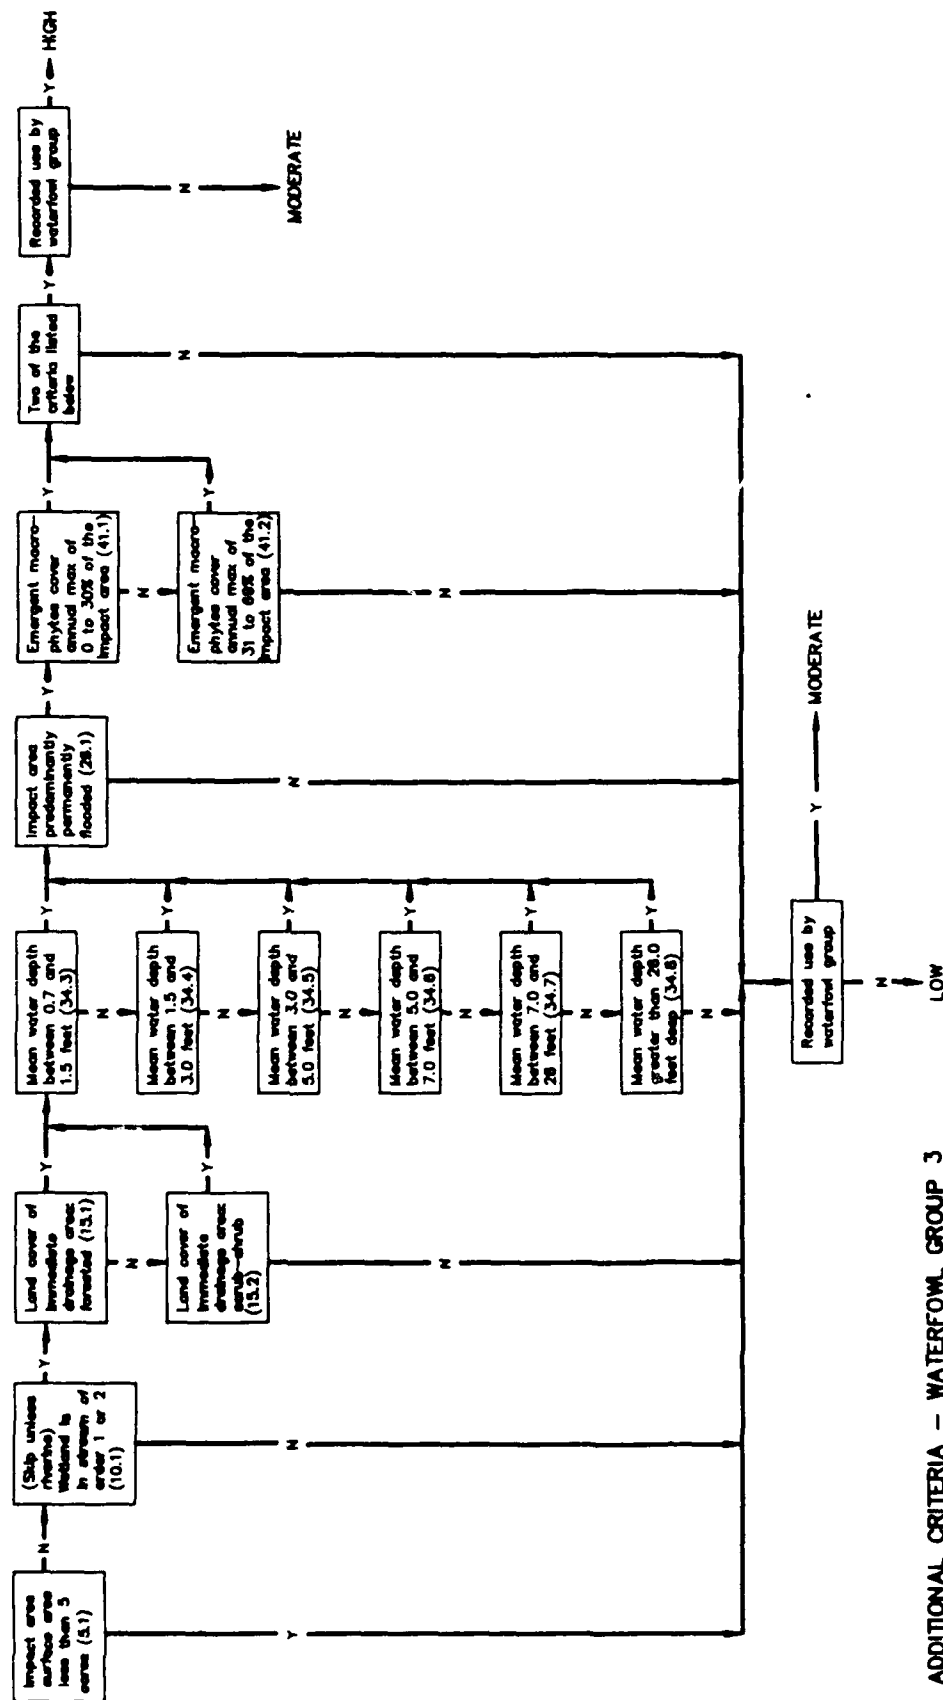 Impact area
surface area
less than 5
acres (5.1)
N
Y
(Skip unless
riverine)
Wetland is
in stream of
order 1 or 2
(10.1)
Y
N
Land cover of
immediate
drainage area:
forested (15.1)
Y
N
Land cover of
immediate
drainage area:
scrub-shrub
(15.2)
Y
N
Mean water depth
between 0.7 and
1.5 feet (34.3)
Y
N
Mean water depth
between 1.5 and
3.0 feet (34.4)
Y
N
Mean water depth
between 3.0 and
5.0 feet (34.5)
Y
N
Mean water depth
between 5.0 and
7.0 feet (34.6)
Y
N
Mean water depth
between 7.0 and
26 feet (34.7)
Y
N
Mean water depth
greater than 26.0
feet deep (34.8)
Y
N
Impact area
predominantly
permanently
flooded (28.1)
Y
N
Emergent macro-
phytes cover
annual max of
0 to 30% of the
impact area (41.1)
Y
N
Emergent macro-
phytes cover
annual max of
31 to 60% of the
impact area (41.2)
Y
N
Two of the
criteria listed
below
Y
N
Recorded use by
waterfowl group
Y
HIGH
N
MODERATE
Recorded use by
waterfowl group
Y
MODERATE
N
LOW
ADDITIONAL CRITERIA - WATERFOWL GROUP 3